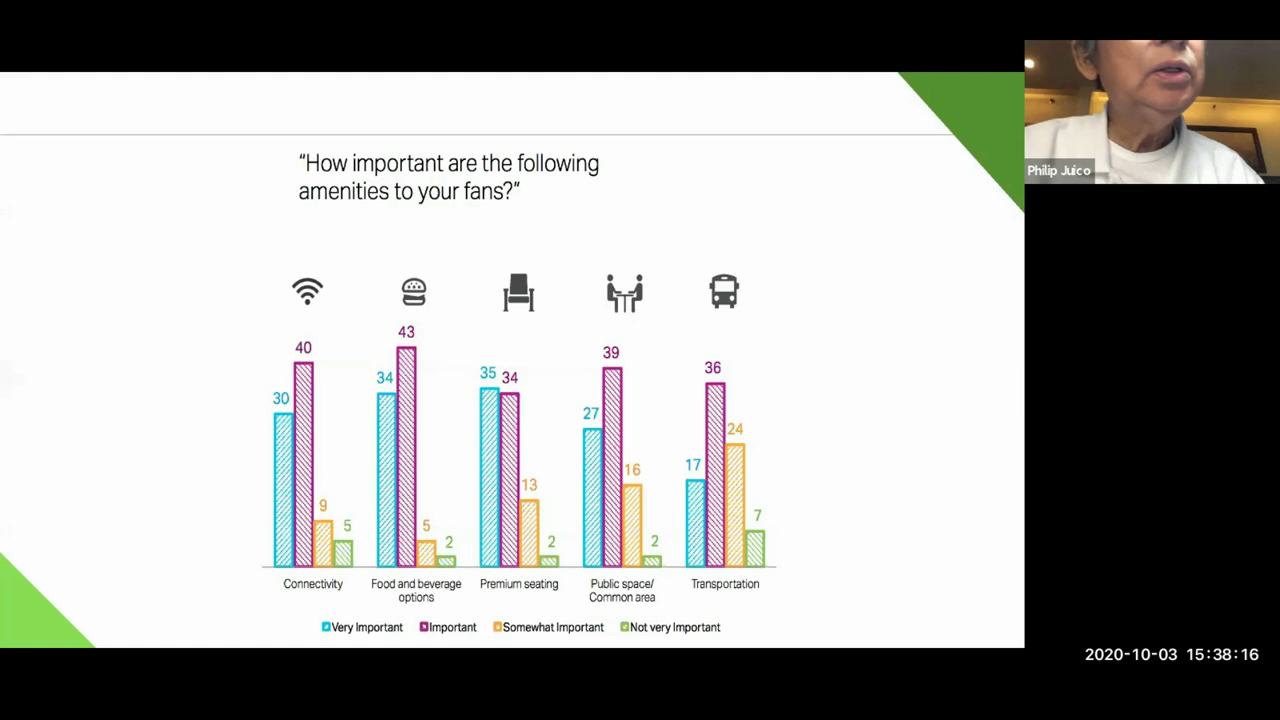 "How important are the following
amenities to your fans?"
40
30
9
5
43
34
5
2
35
34
13
2
39
27
16
2
36
17
24
7
Connectivity
Food and beverage
options
Premium seating
Public space/
Common area
Transportation
Very Important
Important
Somewhat Important
Not very Important
Philip Juico
2020-10-03 15:38:16